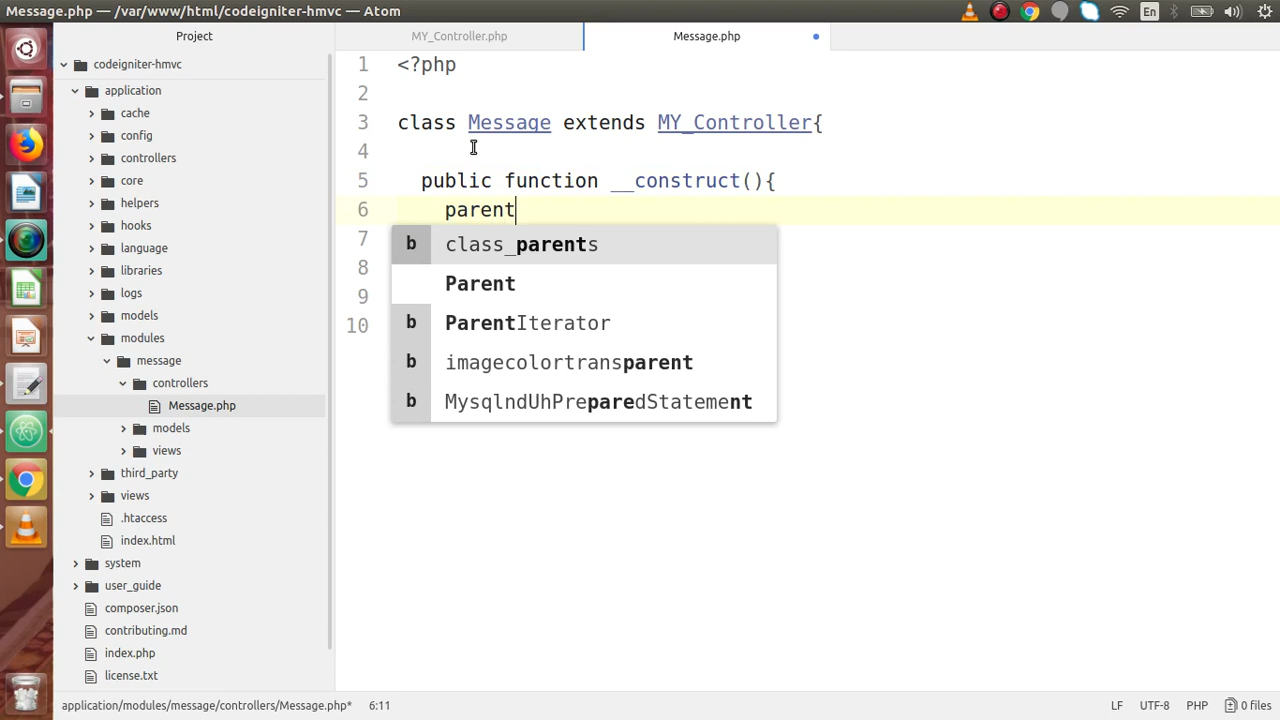 Message.php — /var/www/html/codeigniter-hmvc — Atom
En
Project
MY_Controller.php
Message.php
codeigniter-hmvc
application
cache
config
controllers
core
helpers
hooks
language
libraries
logs
models
modules
message
controllers
Message.php
models
views
third_party
views
.htaccess
index.html
system
user_guide
composer.json
contributing.md
index.php
license.txt
1 <?php
2
3 class Message extends MY_Controller{
4
5 public function __construct(){
6 parent
7
8
9
10
b class_parents
Parent
b ParentIterator
b imagecolortransparent
b MysqlndUhPreparedStatement
application/modules/message/controllers/Message.php* 6:11
LF UTF-8 PHP 0 files